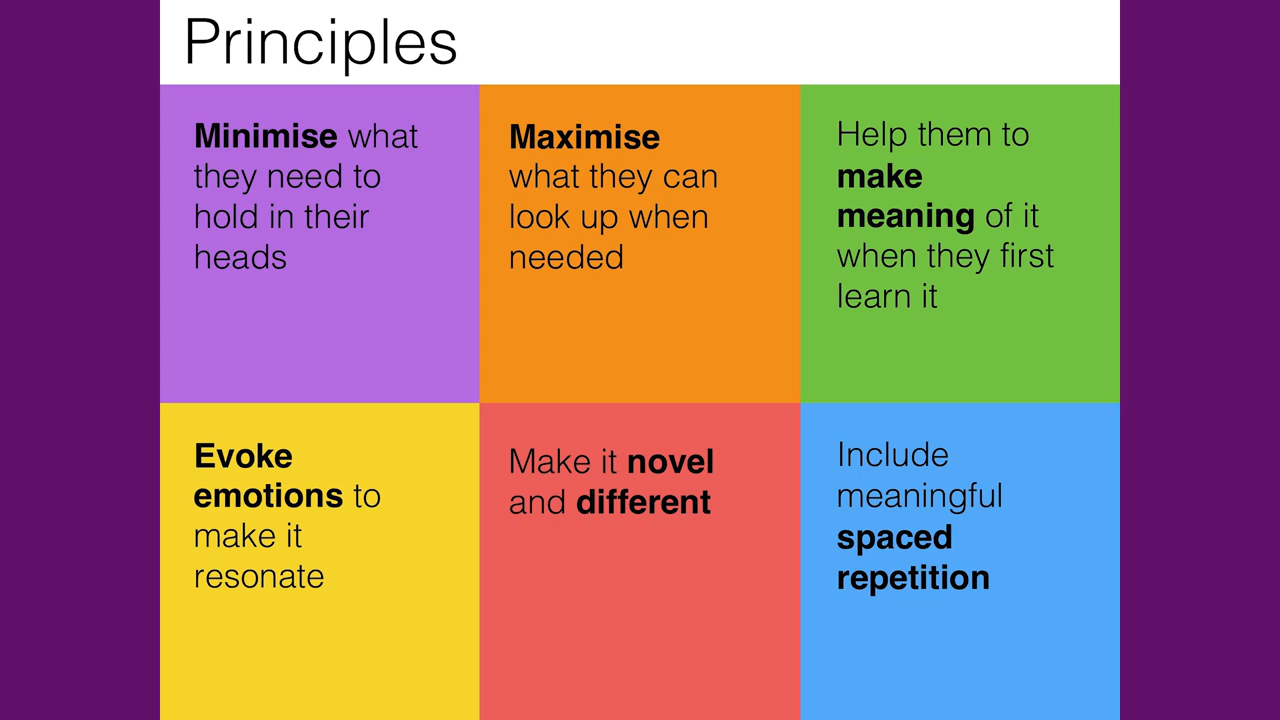 Principles
Minimise what
they need to
hold in their
heads
Maximise
what they can
look up when
needed
Help them to
make
meaning of it
when they first
learn it
Evoke
emotions to
make it
resonate
Make it novel
and different
Include
meaningful
spaced
repetition